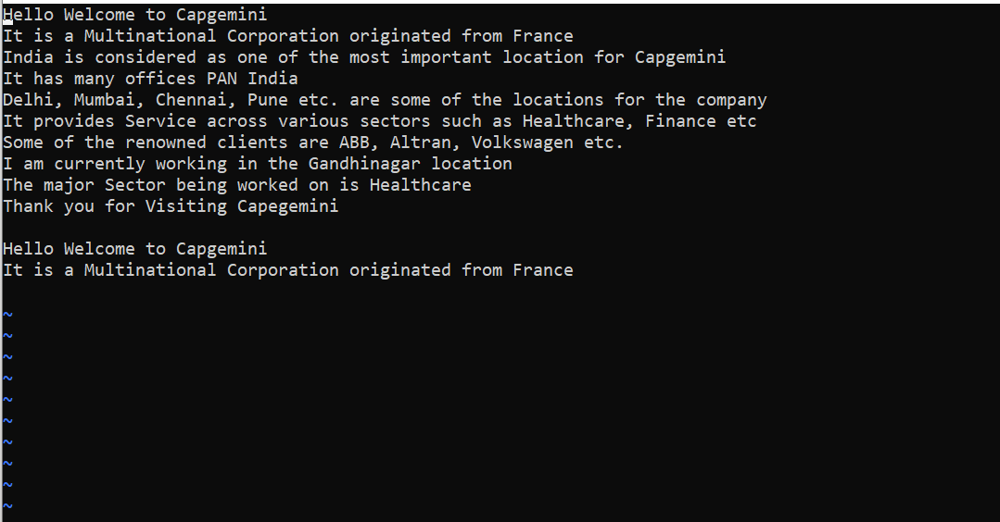 Hello Welcome to Capgemini
It is a Multinational Corporation originated from France
India is considered as one of the most important location for Capgemini
It has many offices PAN India
Delhi, Mumbai, Chennai, Pune etc. are some of the locations for the company
It provides Service across various sectors such as Healthcare, Finance etc
Some of the renowned clients are ABB, Altran, Volkswagen etc.
I am currently working in the Gandhinagar location
The major Sector being worked on is Healthcare
Thank you for Visiting Capegemini

Hello Welcome to Capgemini
It is a Multinational Corporation originated from France

~
~
~
~
~
~
~
~
~
~